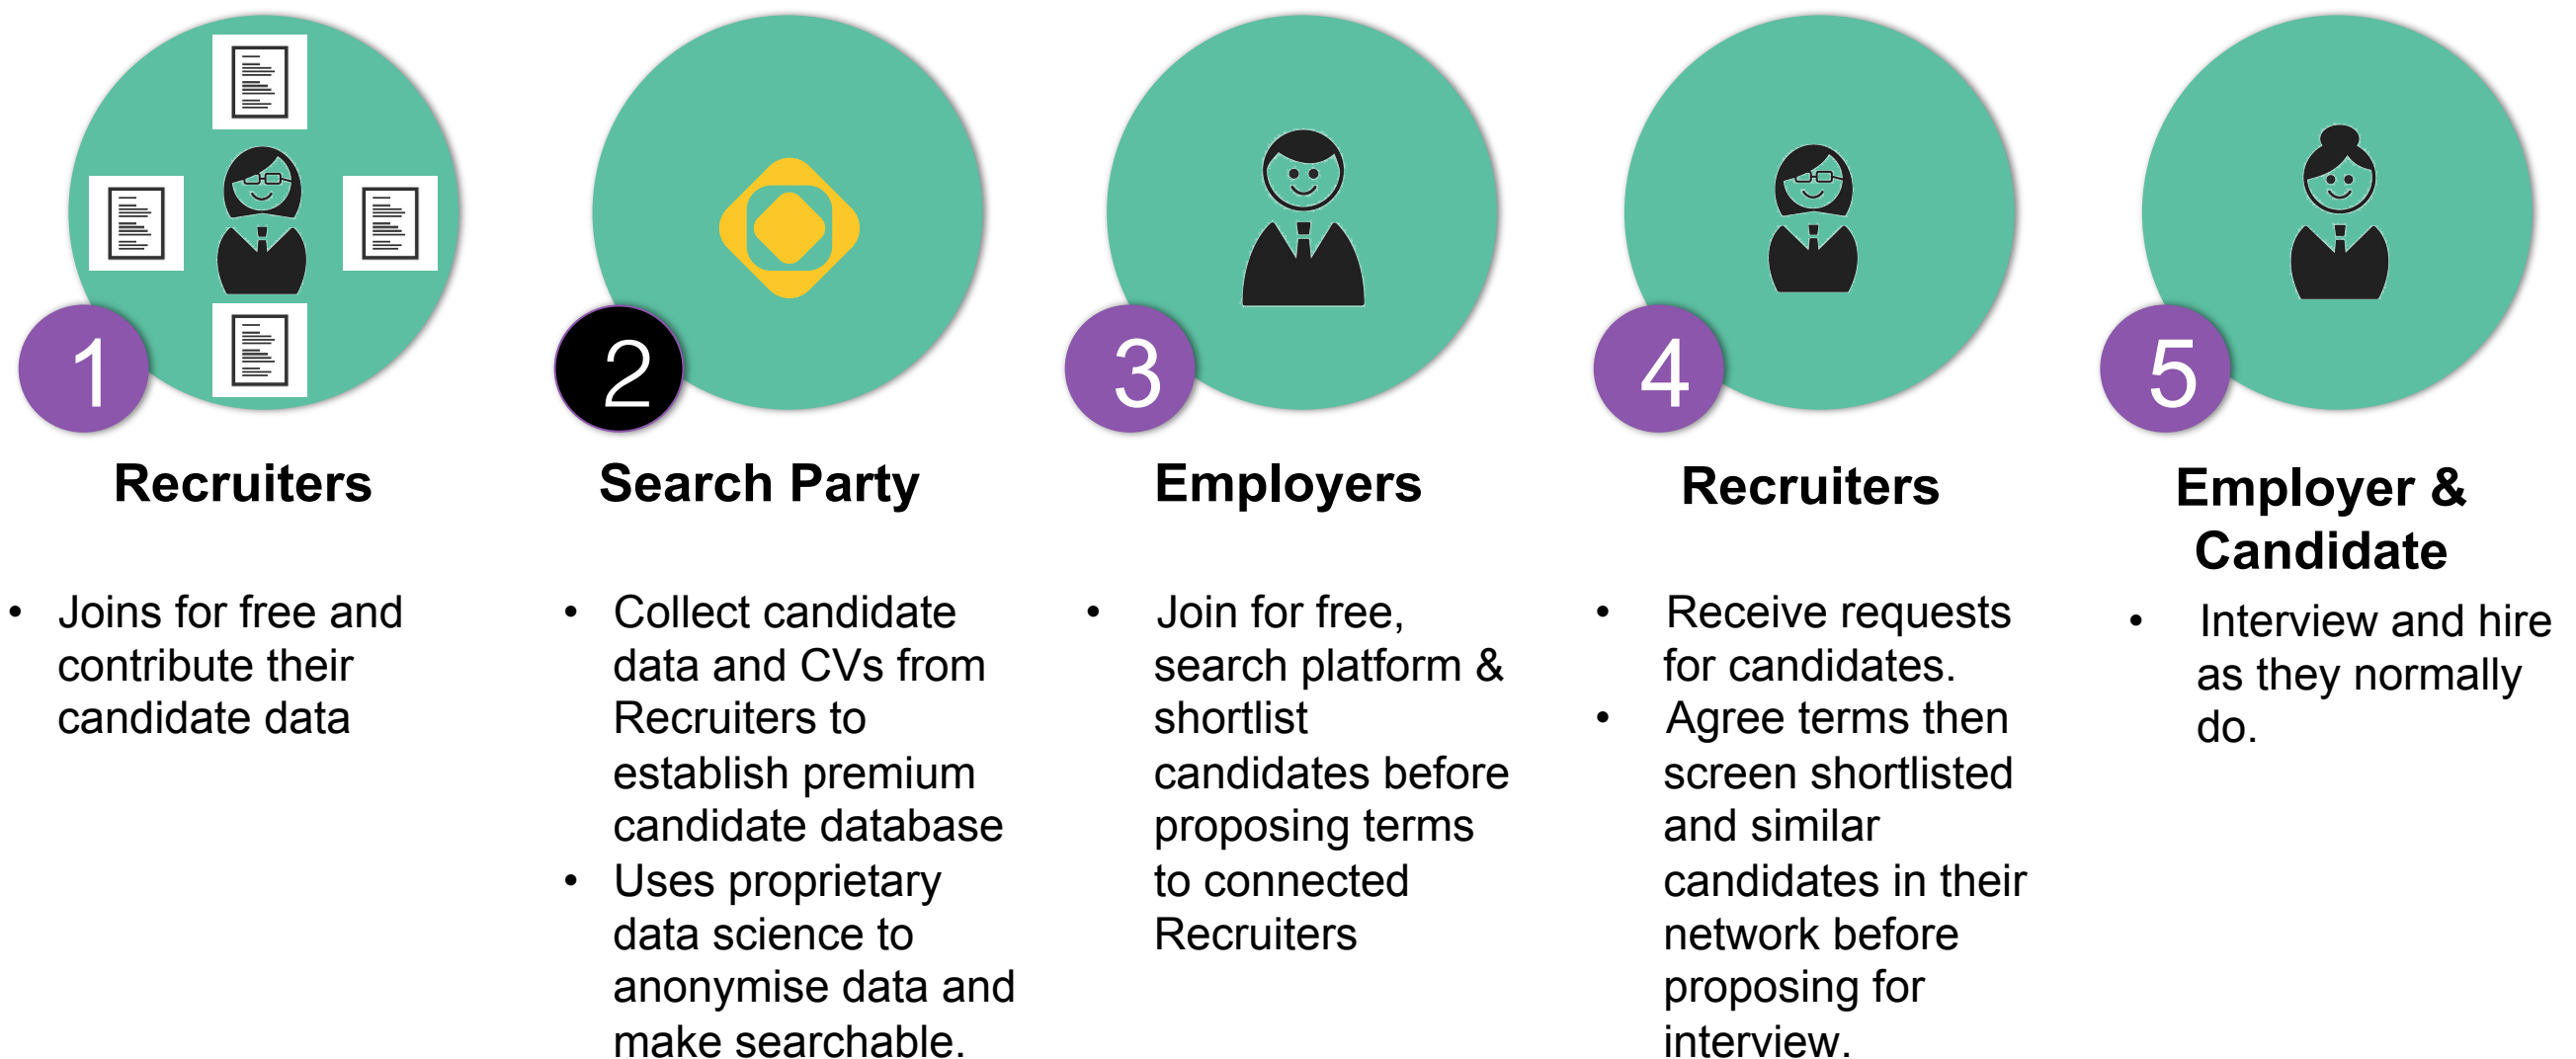 1
Recruiters
• Joins for free and
contribute their
candidate data
2
Search Party
• Collect candidate
data and CVs from
Recruiters to
establish premium
candidate database
• Uses proprietary
data science to
anonymise data and
make searchable.
3
Employers
• Join for free,
search platform &
shortlist
candidates before
proposing terms
to connected
Recruiters
4
Recruiters
• Receive requests
for candidates.
• Agree terms then
screen shortlisted
and similar
candidates in their
network before
proposing for
interview.
5
Employer &
Candidate
• Interview and hire
as they normally
do.